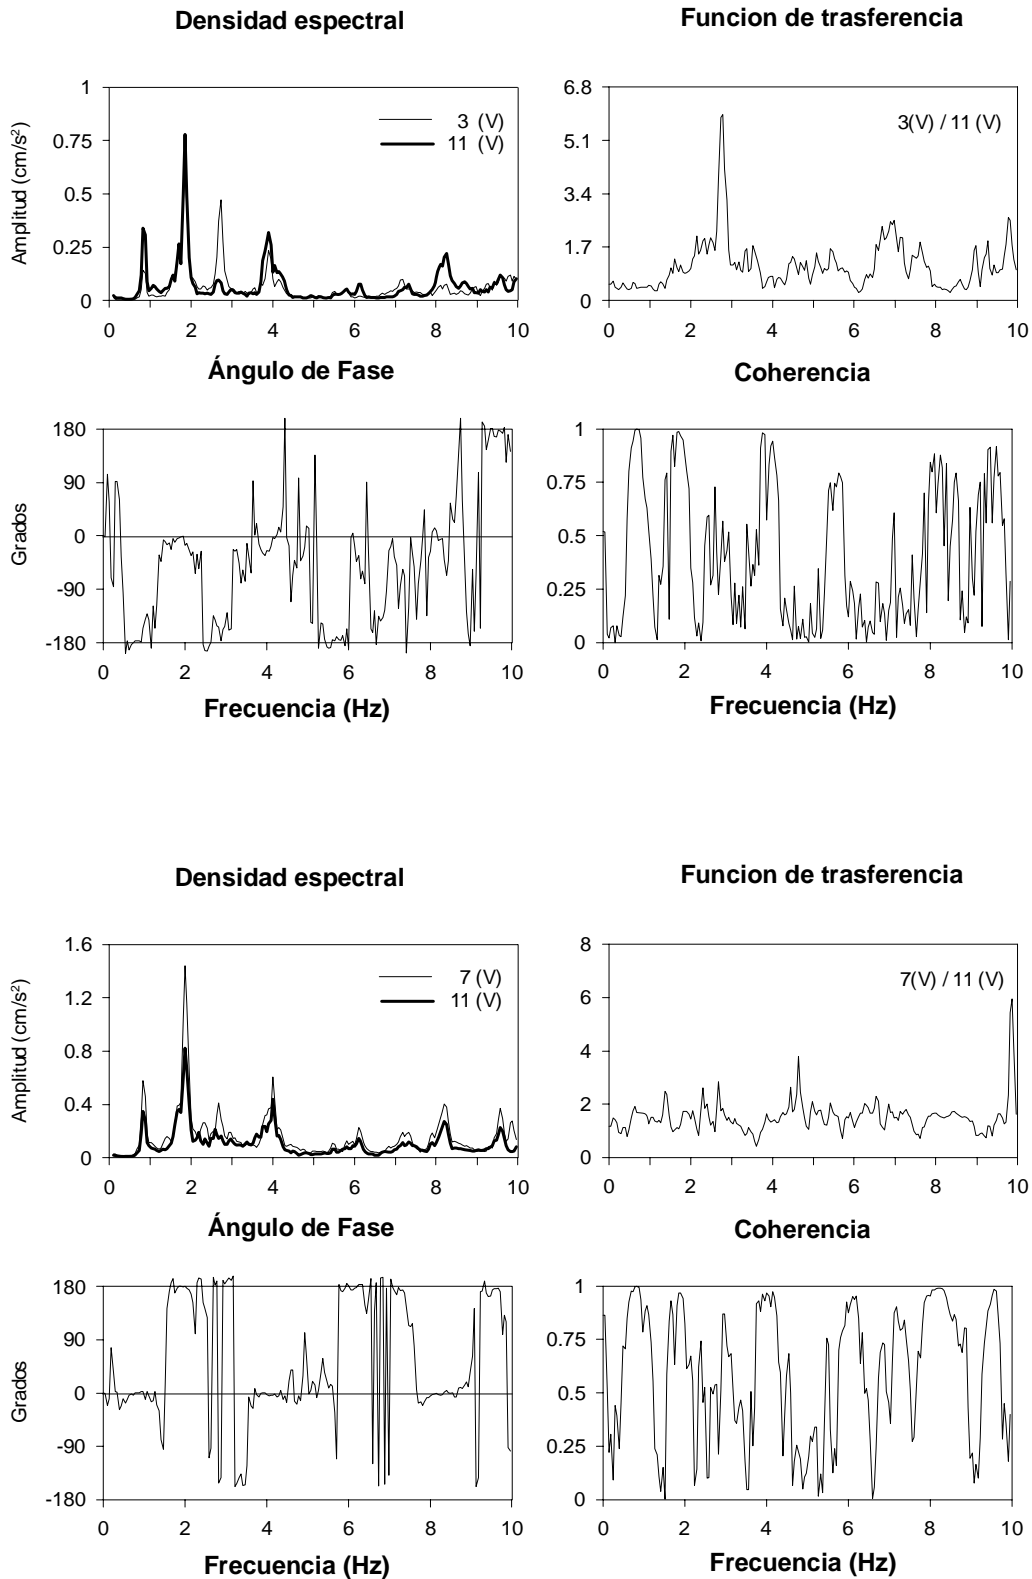 Densidad espectral
Funcion de trasferencia
Amplitud (cm/s²)
1
0.75
0.5
0.25
0
3 (V)
11 (V)
0 2 4 6 8 10
6.8
5.1
3.4
1.7
0
3(V) / 11 (V)
0 2 4 6 8 10
Ángulo de Fase
Coherencia
Grados
180
90
0
-90
-180
0 2 4 6 8 10
Frecuencia (Hz)
1
0.75
0.5
0.25
0
0 2 4 6 8 10
Frecuencia (Hz)
Densidad espectral
Funcion de trasferencia
Amplitud (cm/s²)
1.6
1.2
0.8
0.4
0
7 (V)
11 (V)
0 2 4 6 8 10
8
6
4
2
0
7(V) / 11 (V)
0 2 4 6 8 10
Ángulo de Fase
Coherencia
Grados
180
90
0
-90
-180
0 2 4 6 8 10
Frecuencia (Hz)
1
0.75
0.5
0.25
0
0 2 4 6 8 10
Frecuencia (Hz)